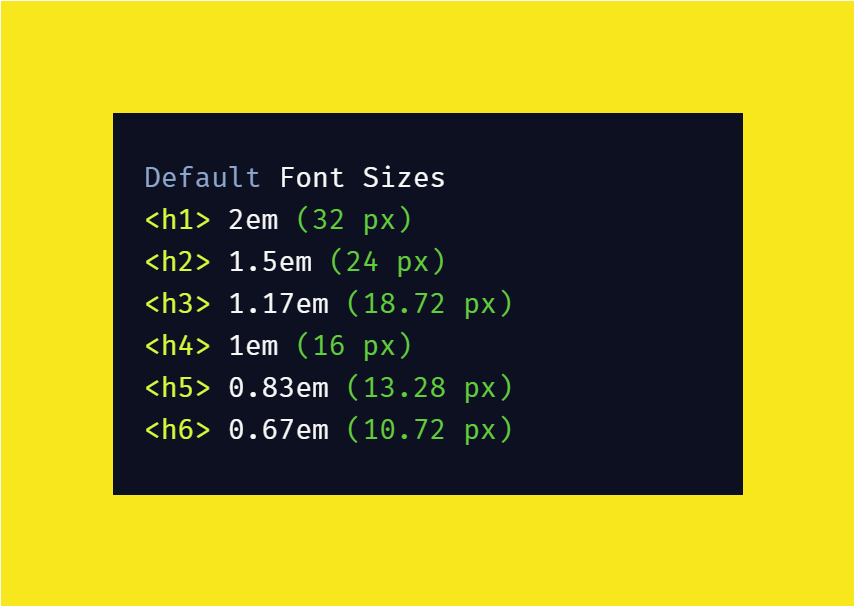 Default Font Sizes
<h1> 2em (32 px)
<h2> 1.5em (24 px)
<h3> 1.17em (18.72 px)
<h4> 1em (16 px)
<h5> 0.83em (13.28 px)
<h6> 0.67em (10.72 px)